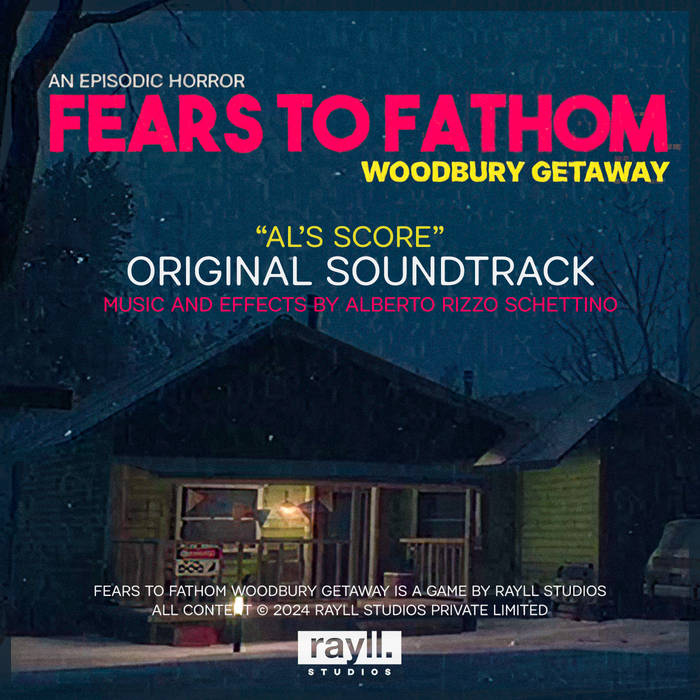 AN EPISODIC HORROR
FEARS TO FATHOM
WOODBURY GETAWAY
“AL’S SCORE”
ORIGINAL SOUNDTRACK
MUSIC AND EFFECTS BY ALBERTO RIZZO SCHETTINO
FEARS TO FATHOM WOODBURY GETAWAY IS A GAME BY RAYLL STUDIOS
ALL CONTENT © 2024 RAYLL STUDIOS PRIVATE LIMITED
rayll.
STUDIOS